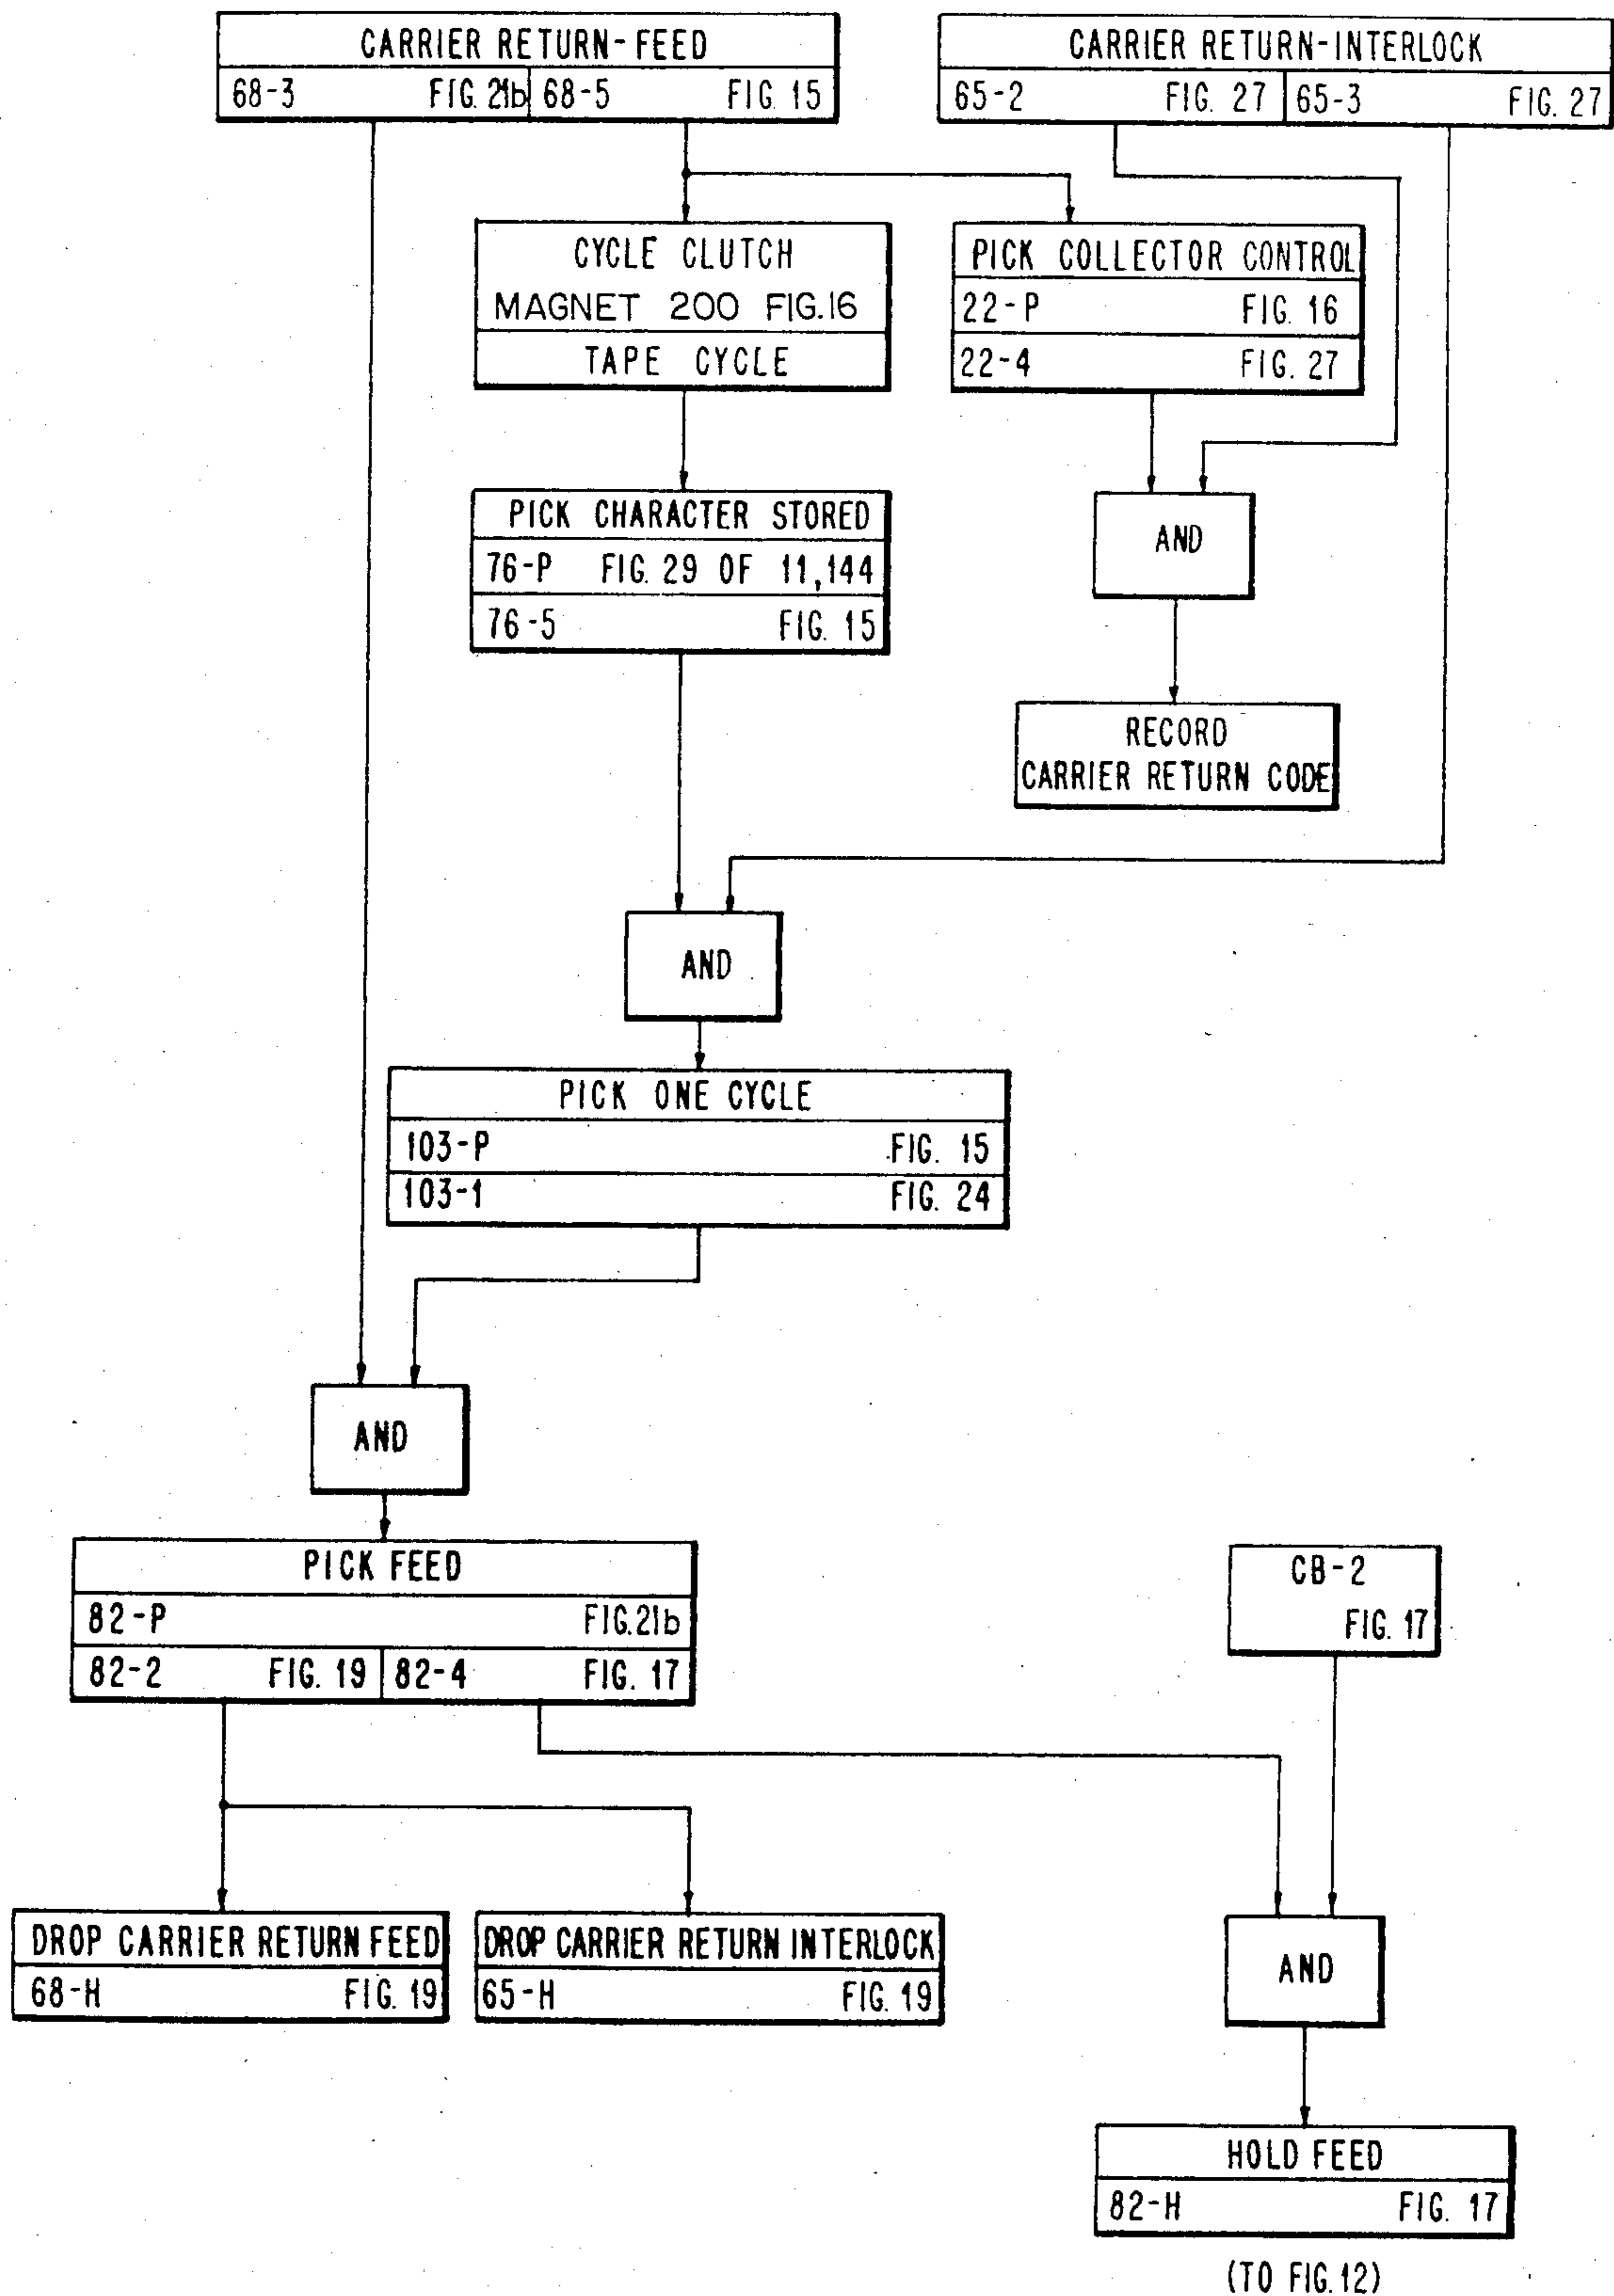 CARRIER RETURN-FEED
68-3 FIG. 21b 68-5 FIG. 15
CARRIER RETURN-INTERLOCK
65-2 FIG. 27 65-3 FIG. 27
CYCLE CLUTCH
MAGNET 200 FIG.16
TAPE CYCLE
PICK COLLECTOR CONTROL
22-P FIG. 16
22-4 FIG. 27
PICK CHARACTER STORED
76-P FIG. 29 OF 11,144
76-5 FIG. 15
AND
RECORD
CARRIER RETURN CODE
AND
PICK ONE CYCLE
103-P FIG. 15
103-1 FIG. 24
AND
PICK FEED
82-P FIG.21b
82-2 FIG. 19 82-4 FIG. 17
CB-2
FIG. 17
DROP CARRIER RETURN FEED
68-H FIG. 19
DROP CARRIER RETURN INTERLOCK
65-H FIG. 19
AND
HOLD FEED
82-H FIG. 17
(TO FIG.12)